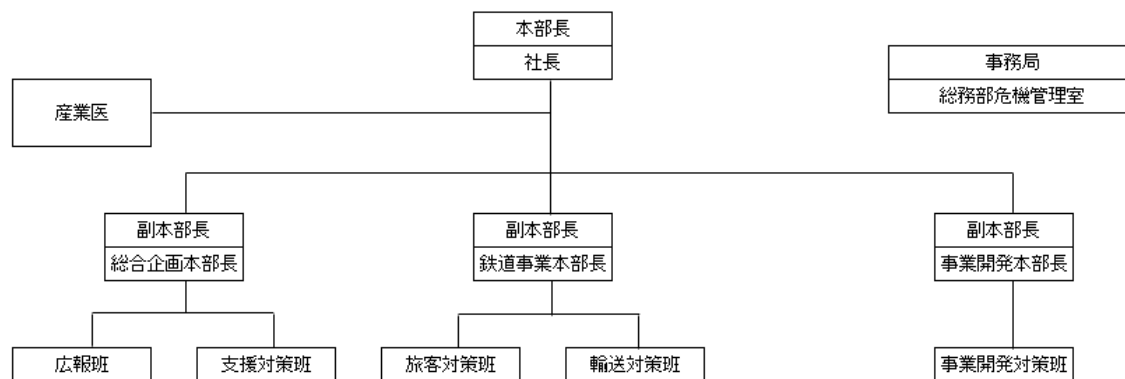 本部長
社長
事務局
総務部危機管理室
産業医
副本部長
総合企画本部長
副本部長
鉄道事業本部長
副本部長
事業開発本部長
広報班
支援対策班
旅客対策班
輸送対策班
事業開発対策班